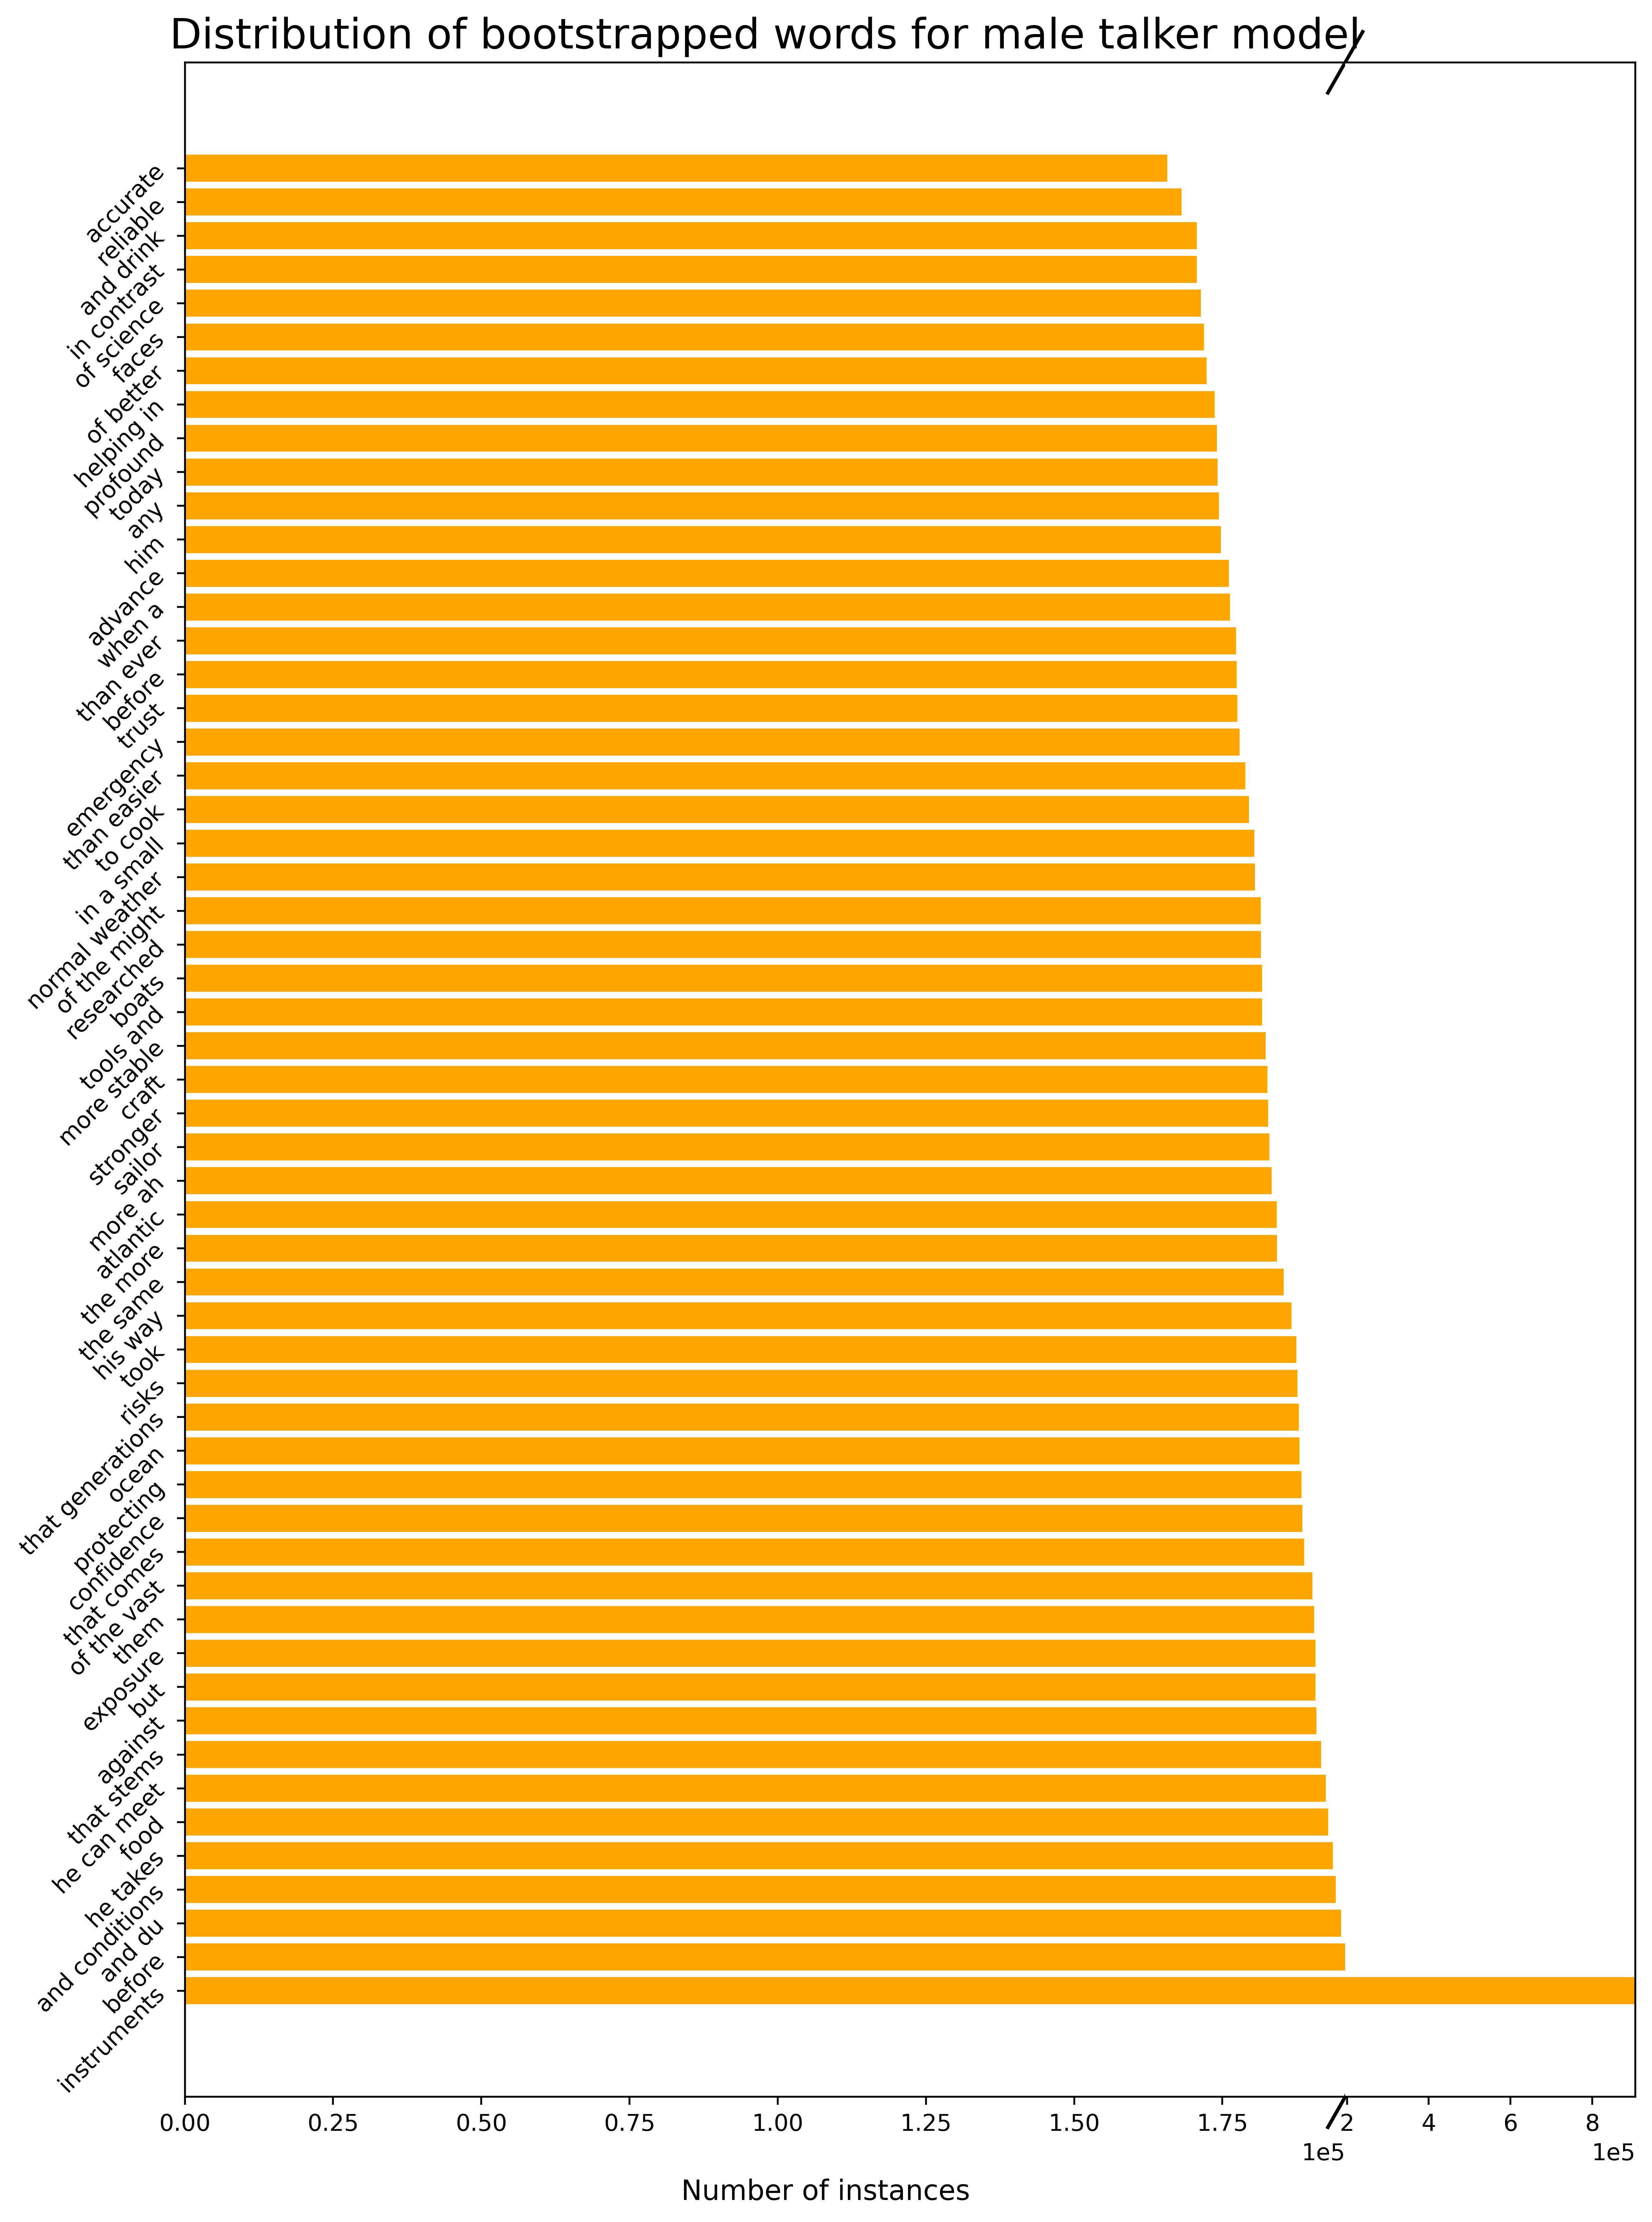 Distribution of bootstrapped words for male talker model
accurate
reliable
and drink
in contrast
of science
faces
of better
helping in
profound
today
any
him
advance
when a
than ever
before
trust
emergency
than easier
to cook
in a small
normal weather
of the might
researched
boats
tools and
more stable
craft
stronger
sailor
more ah
atlantic
the more
the same
his way
took
risks
that generations
ocean
protecting
confidence
that comes
of the vast
them
exposure
but
against
that stems
he can meet
food
he takes
and conditions
and du
before
instruments
0.00 0.25 0.50 0.75 1.00 1.25 1.50 1.75 2 4 6 8
1e5 1e5
Number of instances